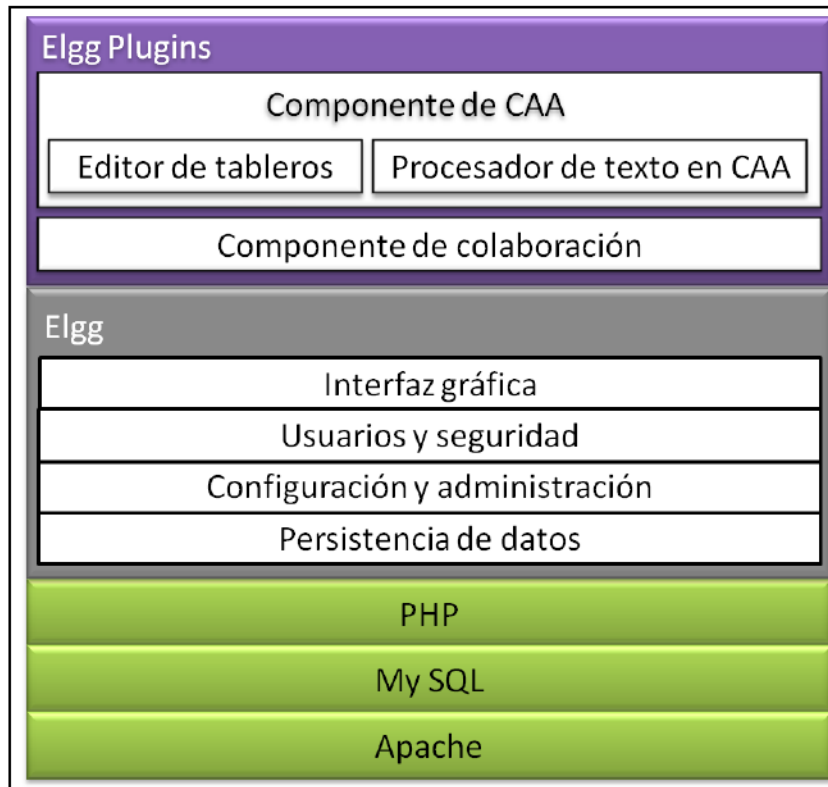 Elgg Plugins
Componente de CAA
Editor de tableros
Procesador de texto en CAA
Componente de colaboración
Elgg
Interfaz gráfica
Usuarios y seguridad
Configuración y administración
Persistencia de datos
PHP
My SQL
Apache